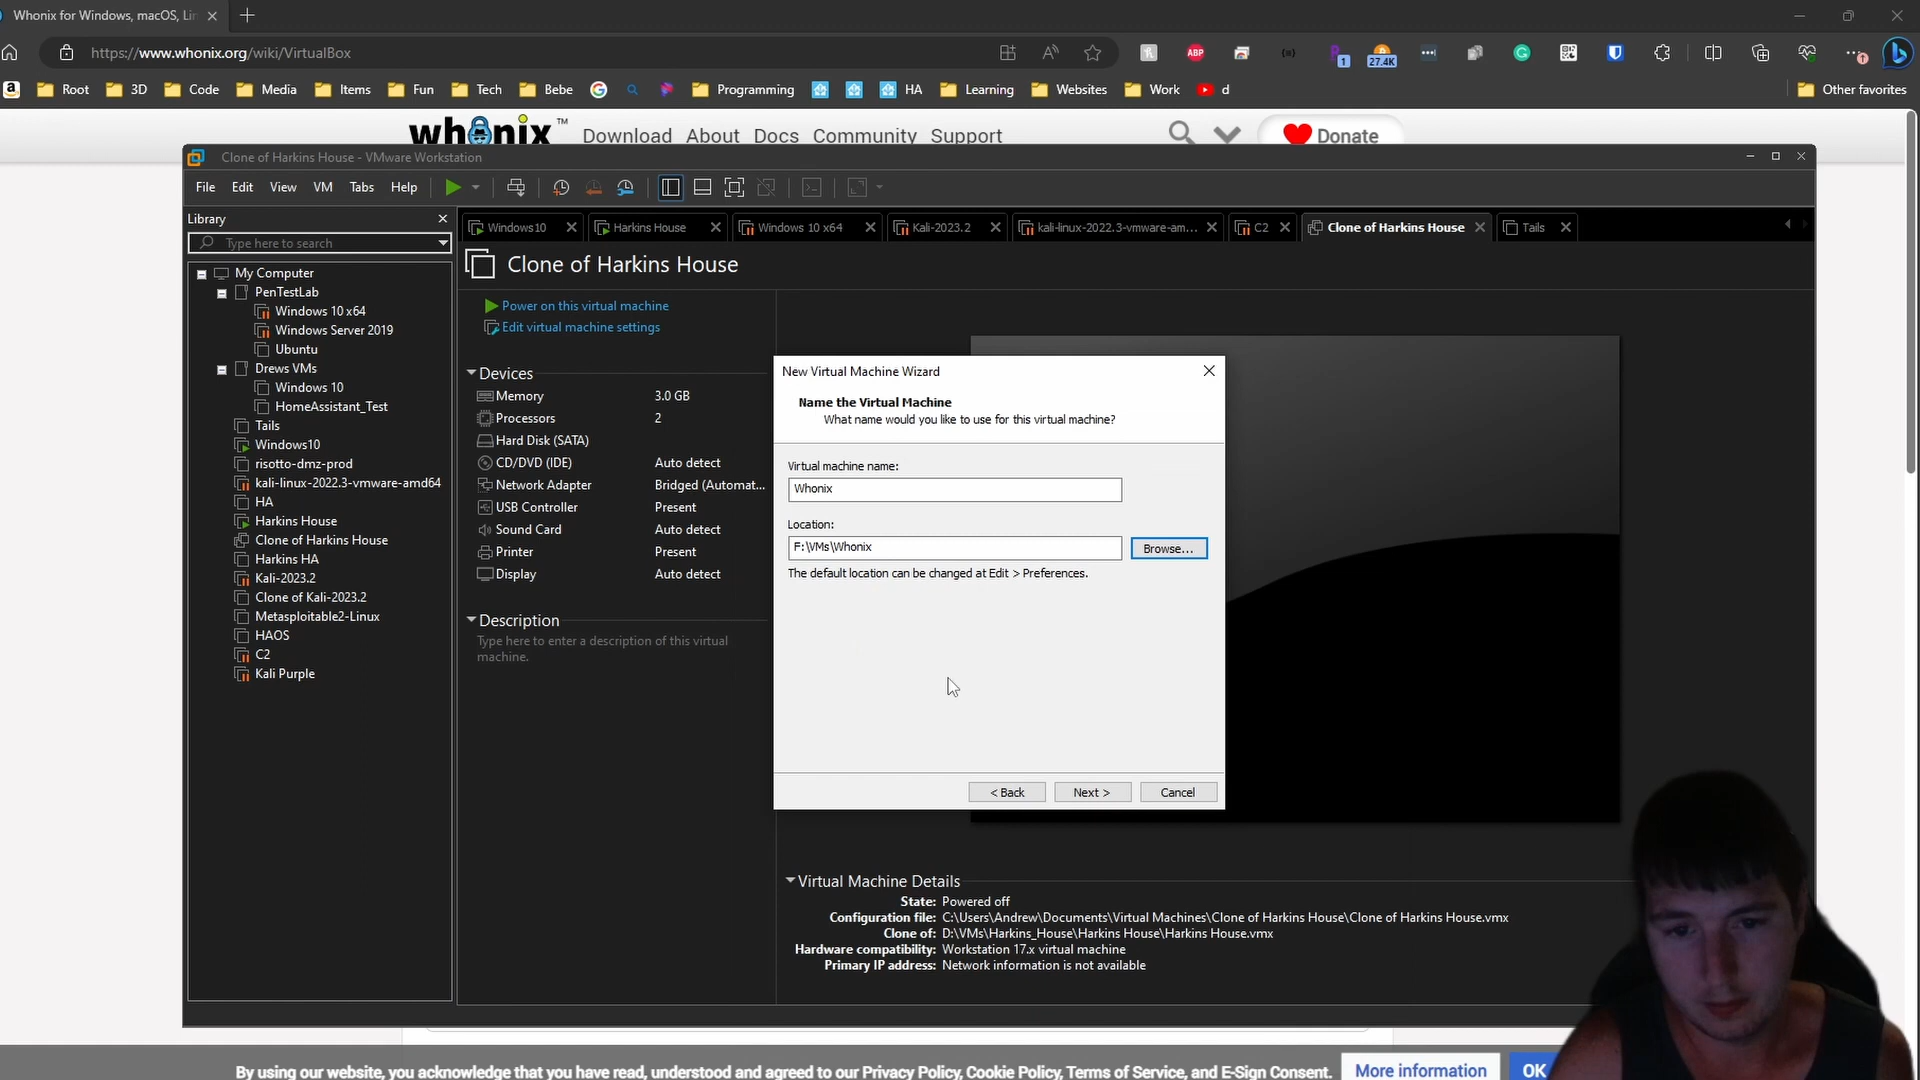 Whonix for Windows, macOS, Lin
https://www.whonix.org/wiki/VirtualBox
ABP
1
27.4K
Root
3D
Code
Media
Items
Fun
Tech
Bebe
Programming
HA
Learning
Websites
Work
d
Other favorites
whonix™
Download
About
Docs
Community
Support
Donate
Clone of Harkins House - VMware Workstation
File
Edit
View
VM
Tabs
Help
Library
Type here to search
Windows10
Harkins House
Windows 10 x64
Kali-2023.2
kali-linux-2022.3-vmware-am...
C2
Clone of Harkins House
Tails
My Computer
PenTestLab
Windows 10 x64
Windows Server 2019
Ubuntu
Drews VMs
Windows 10
HomeAssistant_Test
Tails
Windows10
risotto-dmz-prod
kali-linux-2022.3-vmware-amd64
HA
Harkins House
Clone of Harkins House
Harkins HA
Kali-2023.2
Clone of Kali-2023.2
Metasploitable2-Linux
HAOS
C2
Kali Purple
Clone of Harkins House
Power on this virtual machine
Edit virtual machine settings
Devices
Memory 3.0 GB
Processors 2
Hard Disk (SATA)
CD/DVD (IDE) Auto detect
Network Adapter Bridged (Automat...
USB Controller Present
Sound Card Auto detect
Printer Present
Display Auto detect
Description
Type here to enter a description of this virtual
machine.
New Virtual Machine Wizard
Name the Virtual Machine
What name would you like to use for this virtual machine?
Virtual machine name:
Whonix
Location:
F:\VMs\Whonix
Browse...
The default location can be changed at Edit > Preferences.
< Back
Next >
Cancel
Virtual Machine Details
State: Powered off
Configuration file: C:\Users\Andrew\Documents\Virtual Machines\Clone of Harkins House\Clone of Harkins House.vmx
Clone of: D:\VMs\Harkins_House\Harkins House\Harkins House.vmx
Hardware compatibility: Workstation 17.x virtual machine
Primary IP address: Network information is not available
By using our website, you acknowledge that you have read, understood and agreed to our Privacy Policy, Cookie Policy, Terms of Service, and E-Sign Consent.
More information
OK